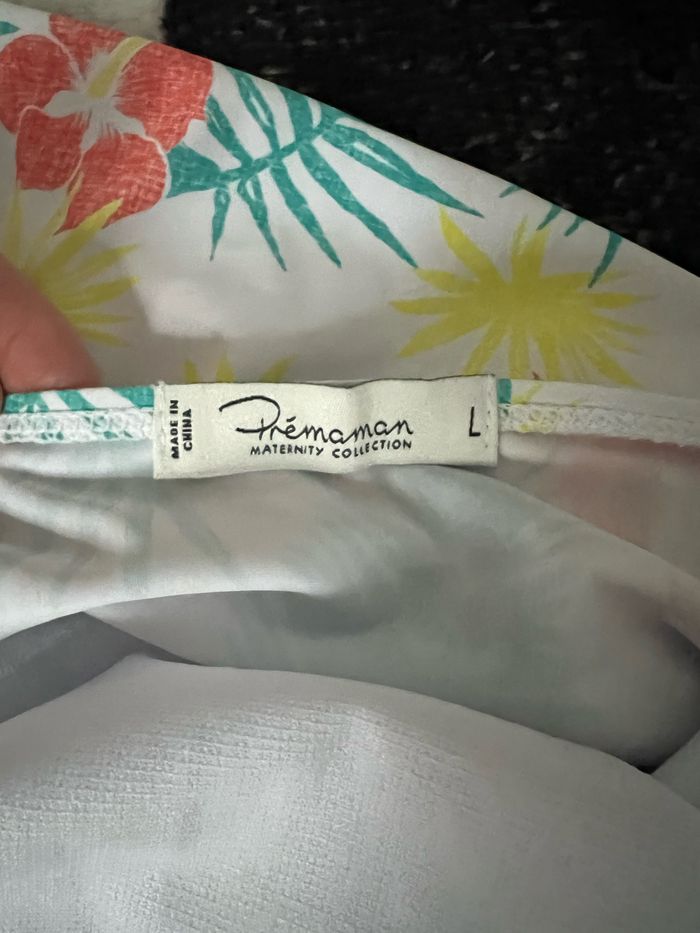 MADE IN
CHINA
Prémaman
MATERNITY COLLECTION
L